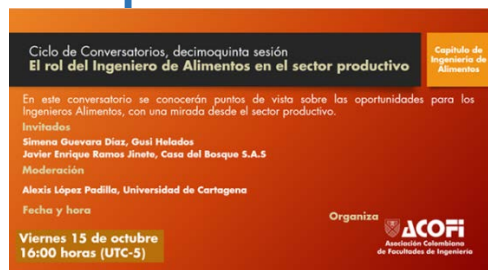 Ciclo de Conversatorios, decimoquinta sesión
El rol del Ingeniero de Alimentos en el sector productivo
Capítulo de
Ingeniería de
Alimentos
En este conversatorio se conocerán puntos de vista sobre las oportunidades para los
Ingenieros Alimentos, con una mirada desde el sector productivo.
Invitados
Simena Guevara Díaz, Gusi Helados
Javier Enrique Ramos Jinete, Casa del Bosque S.A.S
Moderación
Alexis López Padilla, Universidad de Cartagena
Fecha y hora
Viernes 15 de octubre
16:00 horas (UTC-5)
Organiza
ACOFI
Asociación Colombiana
de Facultades de Ingeniería